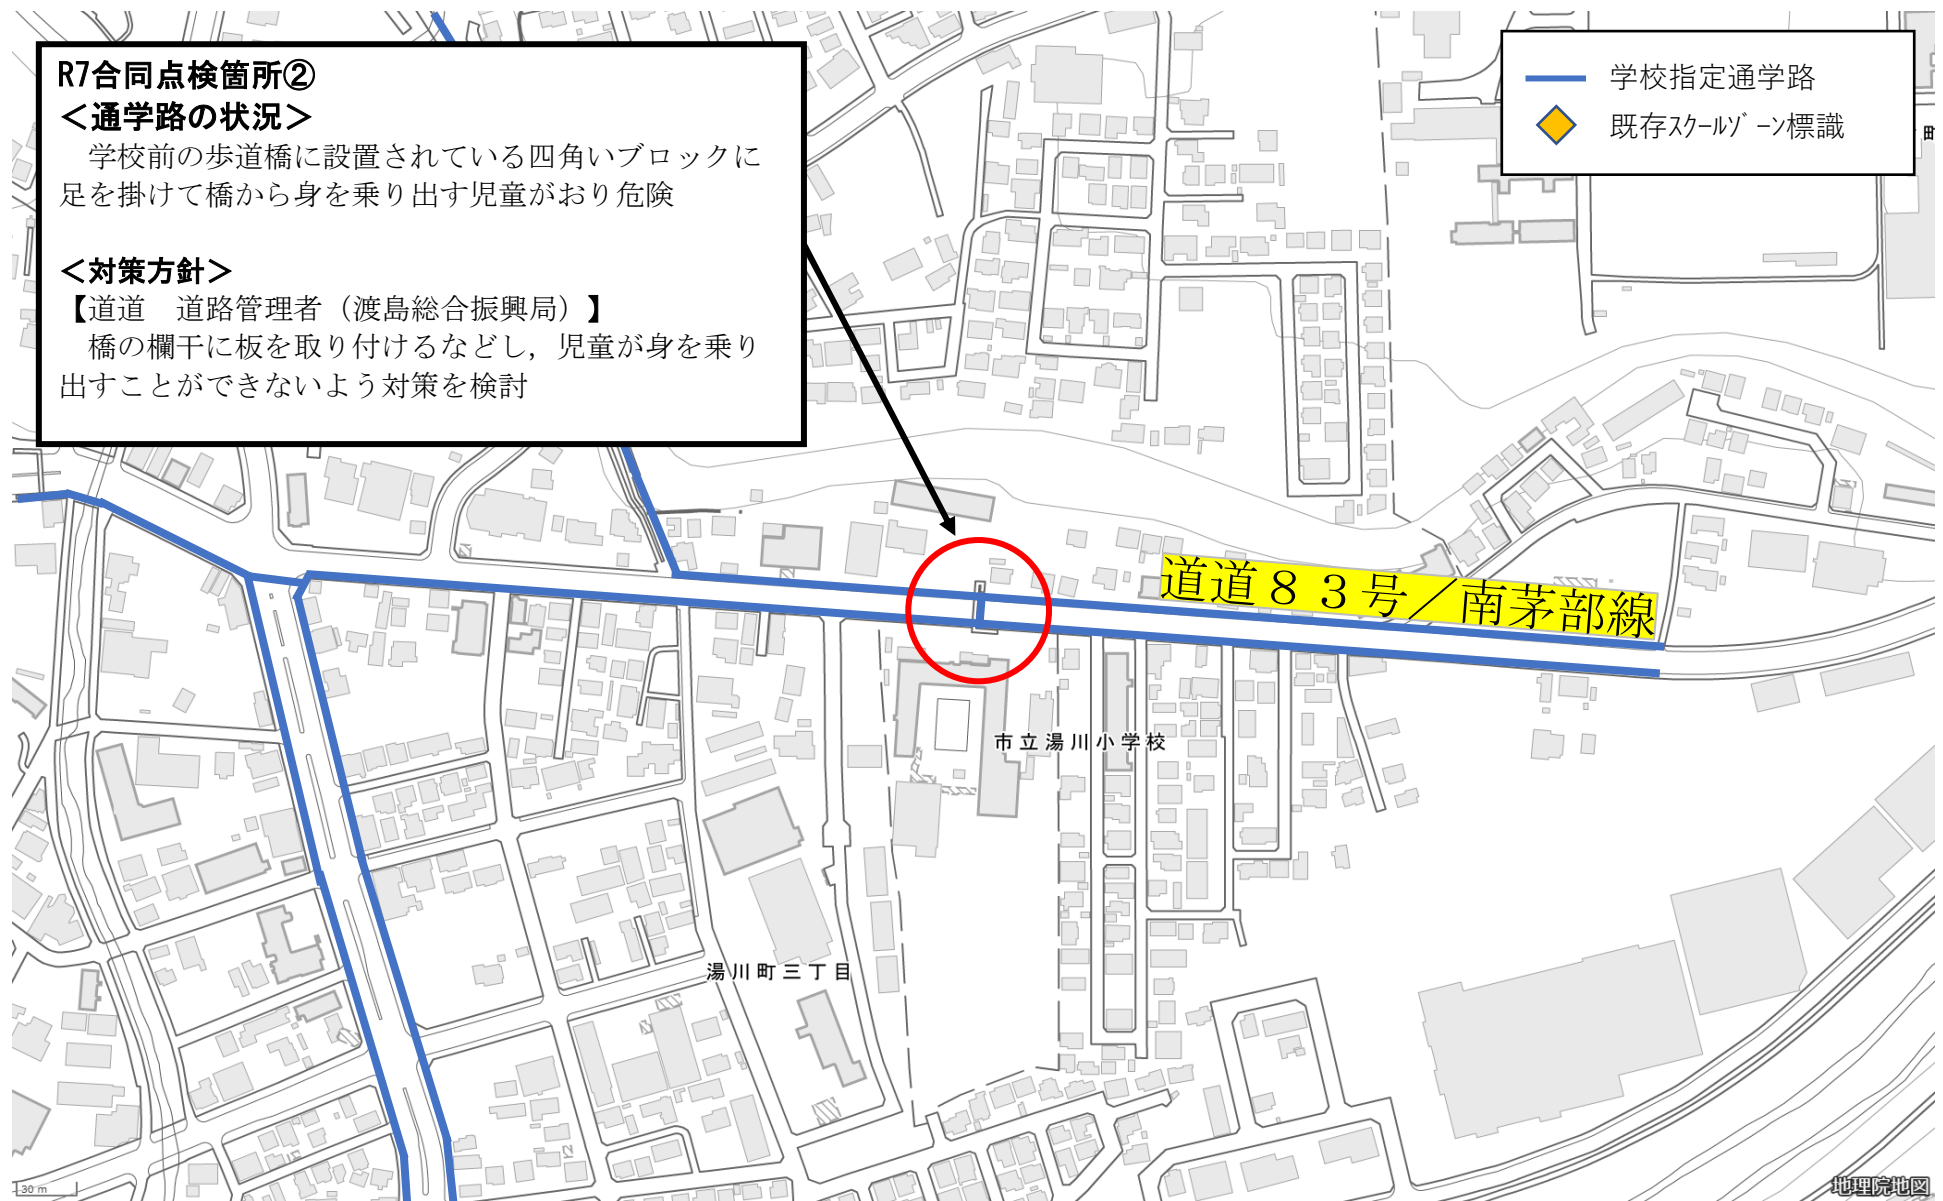 R7合同点検箇所②
＜通学路の状況＞
　学校前の歩道橋に設置されている四角いブロックに
足を掛けて橋から身を乗り出す児童がおり危険
＜対策方針＞
【道道　道路管理者（渡島総合振興局）】
　橋の欄干に板を取り付けるなどし，児童が身を乗り
出すことができないよう対策を検討
学校指定通学路
既存ｽｸｰﾙｿﾞｰﾝ標識
町
道道８３号／南茅部線
市立湯川小学校
湯川町三丁目
30 m
地理院地図